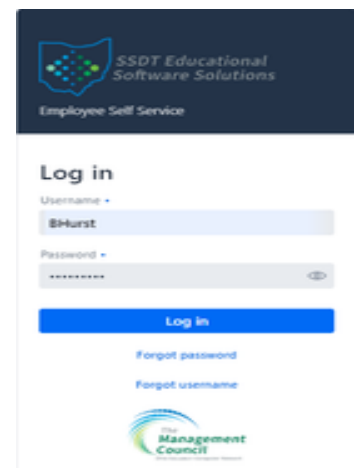 SSDT Educational
Software Solutions
Employee Self Service
Log in
Username •
BHurst
Password •
•••••••••
Log in
Forgot password
Forgot username
The
Management
Council